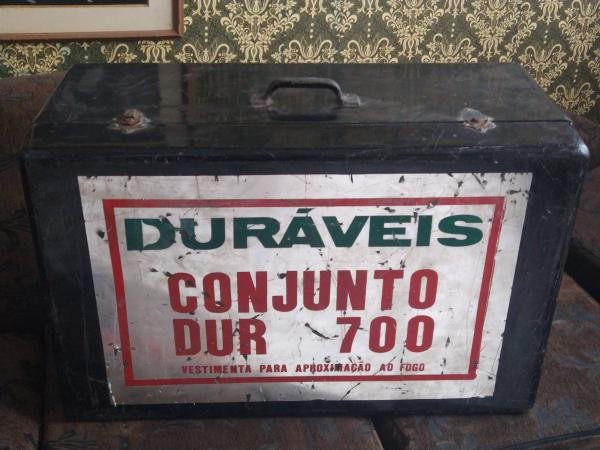 DURÁVEIS
CONJUNTO
DUR 700
VESTIMENTA PARA APROXIMAÇÃO AO FOGO